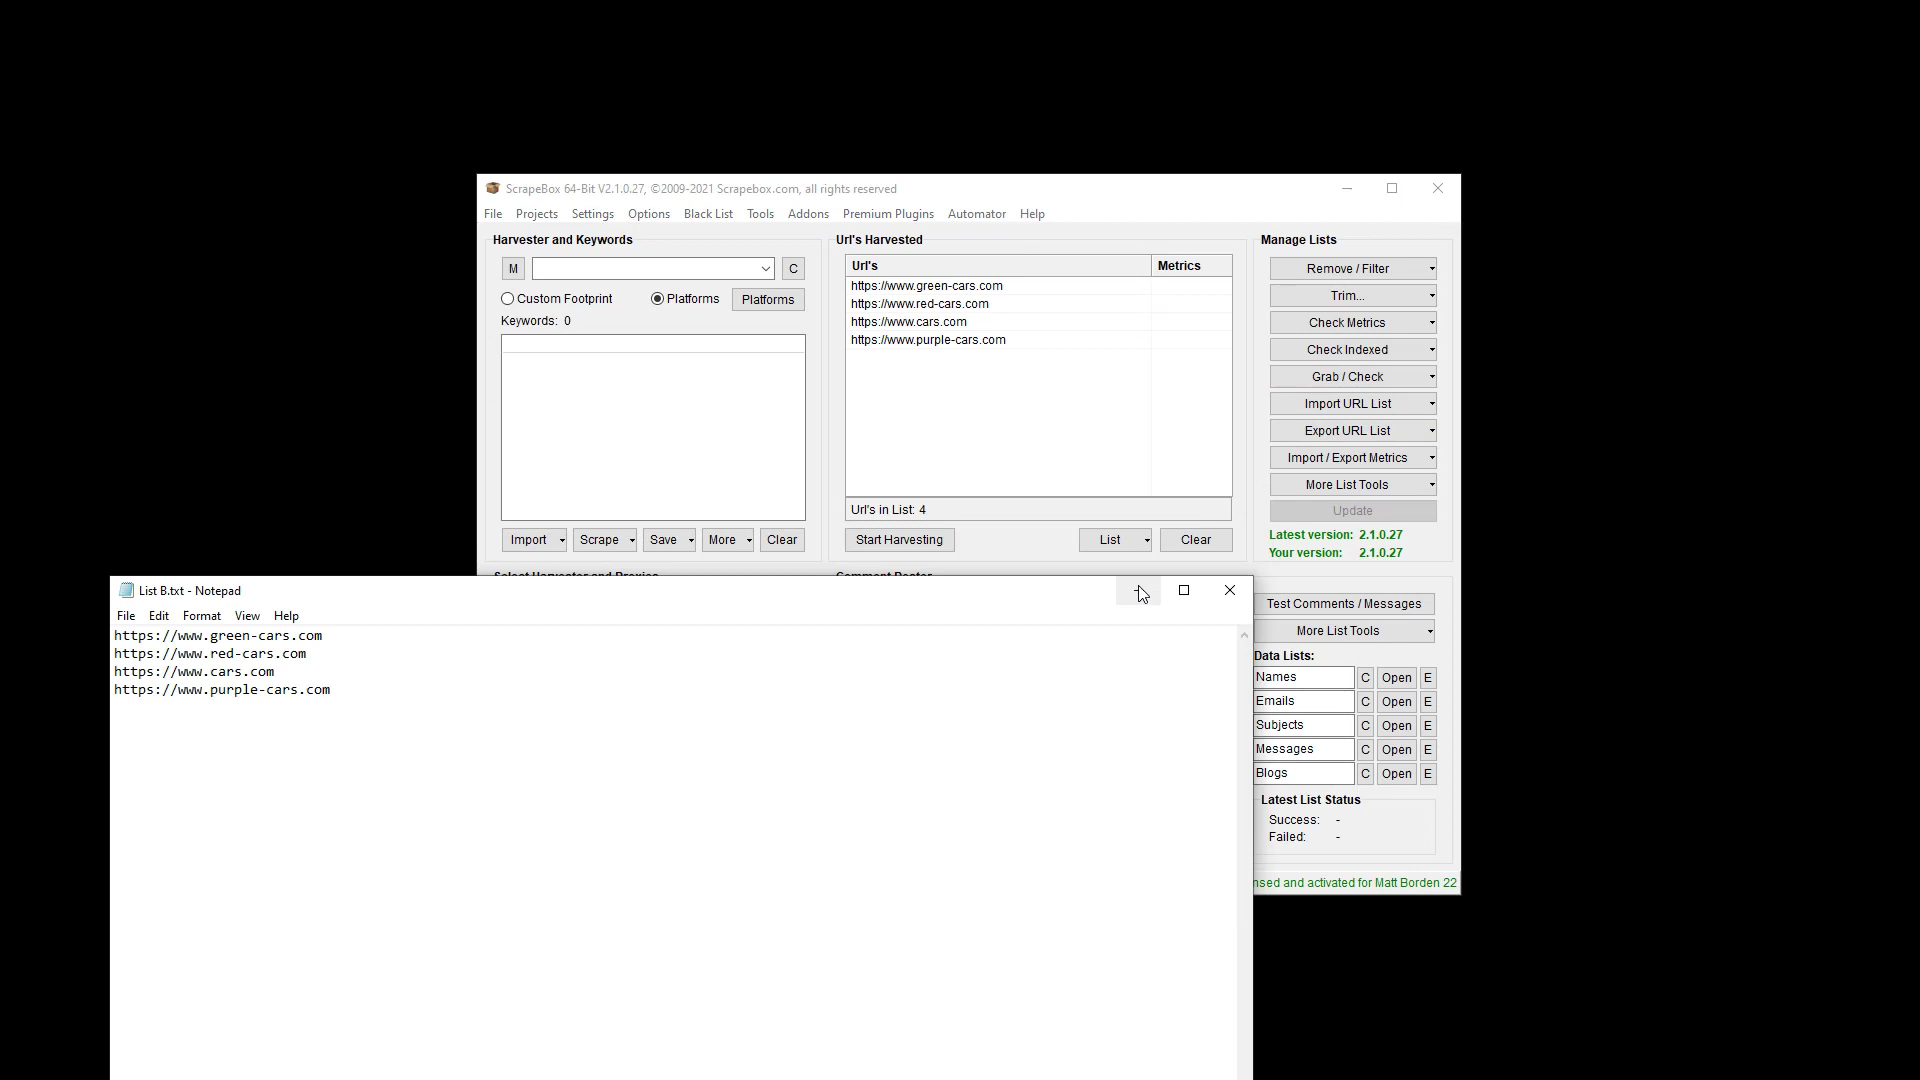 ScrapeBox 64-Bit V2.1.0.27, ©2009-2021 Scrapebox.com, all rights reserved
File Projects Settings Options Black List Tools Addons Premium Plugins Automator Help
Harvester and Keywords
M
C
Custom Footprint
Platforms
Platforms
Keywords: 0
Import
Scrape
Save
More
Clear
Url's Harvested
Url's Metrics
https://www.green-cars.com
https://www.red-cars.com
https://www.cars.com
https://www.purple-cars.com
Url's in List: 4
Start Harvesting
List
Clear
Manage Lists
Remove / Filter
Trim...
Check Metrics
Check Indexed
Grab / Check
Import URL List
Export URL List
Import / Export Metrics
More List Tools
Update
Latest version: 2.1.0.27
Your version: 2.1.0.27
List B.txt - Notepad
File Edit Format View Help
https://www.green-cars.com
https://www.red-cars.com
https://www.cars.com
https://www.purple-cars.com
Test Comments / Messages
More List Tools
Data Lists:
Names C Open E
Emails C Open E
Subjects C Open E
Messages C Open E
Blogs C Open E
Latest List Status
Success: -
Failed: -
and activated for Matt Borden 22